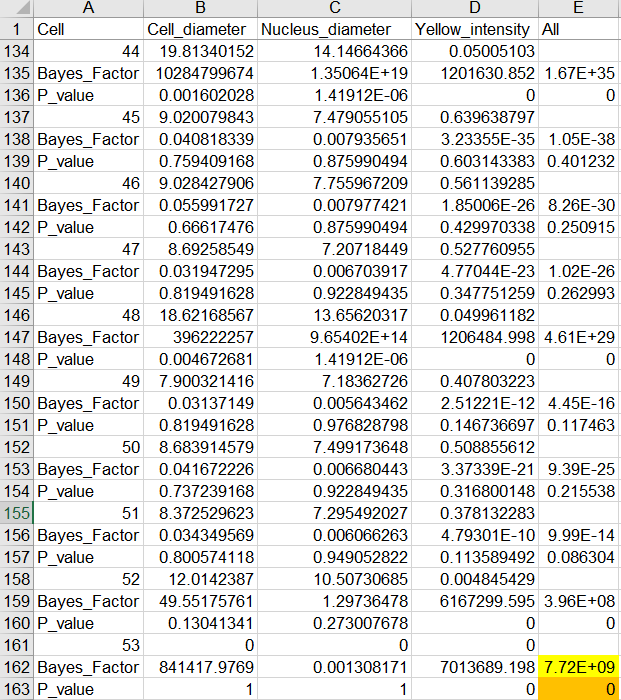 A B C D E
1 Cell Cell_diameter Nucleus_diameter Yellow_intensity All
134 44 19.81340152 14.14664366 0.05005103
135 Bayes_Factor 10284799674 1.35064E+19 1201630.852 1.67E+35
136 P_value 0.001602028 1.41912E-06 0 0
137 45 9.020079843 7.479055105 0.639638797
138 Bayes_Factor 0.040818339 0.007935651 3.23355E-35 1.05E-38
139 P_value 0.759409168 0.875990494 0.603143383 0.401232
140 46 9.028427906 7.755967209 0.561139285
141 Bayes_Factor 0.055991727 0.007977421 1.85006E-26 8.26E-30
142 P_value 0.66617476 0.875990494 0.429970338 0.250915
143 47 8.69258549 7.20718449 0.527760955
144 Bayes_Factor 0.031947295 0.006703917 4.77044E-23 1.02E-26
145 P_value 0.819491628 0.922849435 0.347751259 0.262993
146 48 18.62168567 13.65620317 0.049961182
147 Bayes_Factor 396222257 9.65402E+14 1206484.998 4.61E+29
148 P_value 0.004672681 1.41912E-06 0 0
149 49 7.900321416 7.18362726 0.407803223
150 Bayes_Factor 0.03137149 0.005643462 2.51221E-12 4.45E-16
151 P_value 0.819491628 0.976828798 0.146736697 0.117463
152 50 8.683914579 7.499173648 0.508855612
153 Bayes_Factor 0.041672226 0.006680443 3.37339E-21 9.39E-25
154 P_value 0.737239168 0.922849435 0.316800148 0.215538
155 51 8.372529623 7.295492027 0.378132283
156 Bayes_Factor 0.034349569 0.006066263 4.79301E-10 9.99E-14
157 P_value 0.800574118 0.949052822 0.113589492 0.086304
158 52 12.0142387 10.50730685 0.004845429
159 Bayes_Factor 49.55175761 1.29736478 6167299.595 3.96E+08
160 P_value 0.13041341 0.273007678 0 0
161 53 0 0 0
162 Bayes_Factor 841417.9769 0.001308171 7013689.198 7.72E+09
163 P_value 1 1 0 0